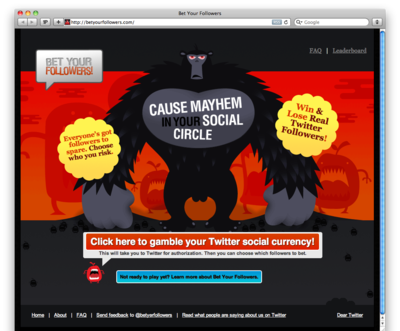 Bet Your Followers
http://betyourfollowers.com/
Google
BET YOUR
FOLLOWERS!
FAQ | Leaderboard
CAUSE MAYHEM
IN YOUR SOCIAL
CIRCLE
Everyone's got
followers to
spare. Choose
who you risk.
Win &
Lose Real
Twitter
Followers!
Click here to gamble your Twitter social currency!
This will take you to Twitter for authorization. Then you can choose which followers to bet.
Not ready to play yet? Learn more about Bet Your Followers.
Home | About | FAQ | Send feedback to @betyerfollowers | Read what people are saying about us on Twitter
Dear Twitter